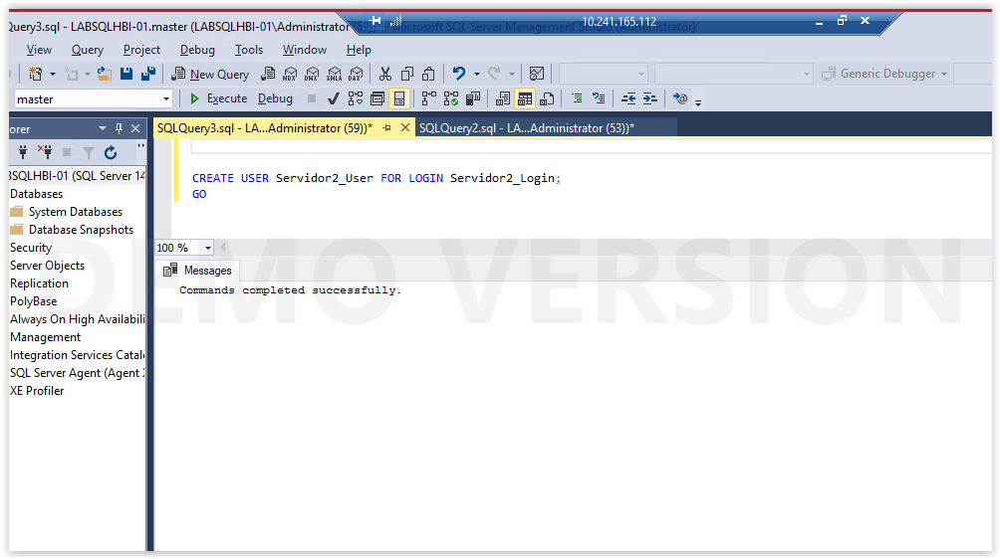 Query3.sql - LABSQLHBI-01.master (LABSQLHBI-01\Administrator (59))* - Microsoft SQL Server Management Studio (Administrator)
10.241.165.112
View Query Project Debug Tools Window Help
New Query MDX DMX XMLA DAX Generic Debugger
master Execute Debug
orer SQLQuery3.sql - LA...Administrator (59))* SQLQuery2.sql - LA...Administrator (53))*
BSQLHBI-01 (SQL Server 14
Databases
System Databases
Database Snapshots
Security
Server Objects
Replication
PolyBase
Always On High Availabili
Management
Integration Services Catal
SQL Server Agent (Agent X
XE Profiler
CREATE USER Servidor2_User FOR LOGIN Servidor2_Login;
GO
100 %
Messages
Commands completed successfully.
DEMO VERSION